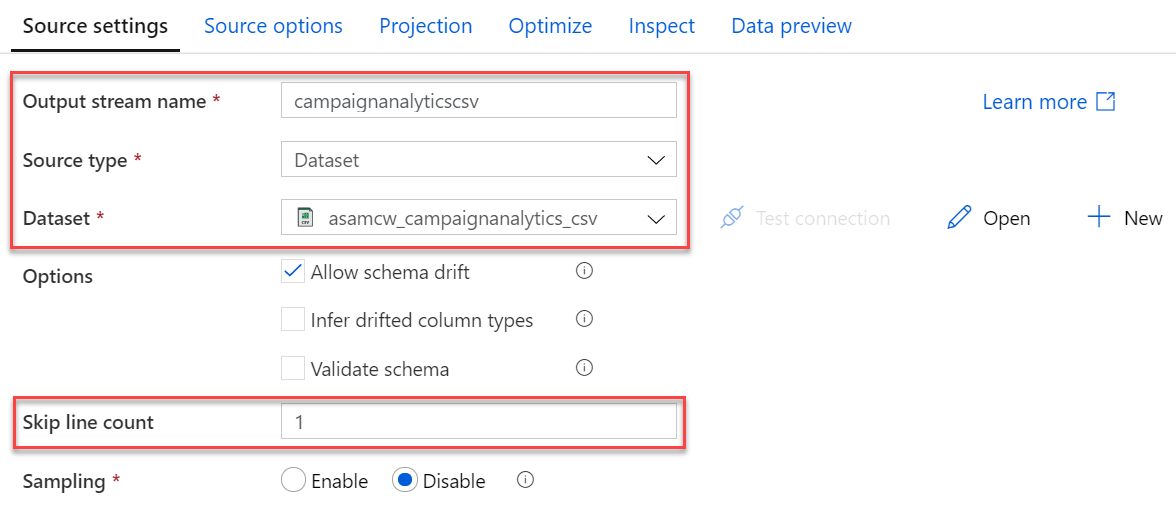 Source settings Source options Projection Optimize Inspect Data preview
Output stream name * campaignanalyticscsv Learn more
Source type * Dataset
Dataset * CSV asamcw_campaignanalytics_csv Test connection Open New
Options Allow schema drift
Infer drifted column types
Validate schema
Skip line count 1
Sampling * Enable Disable